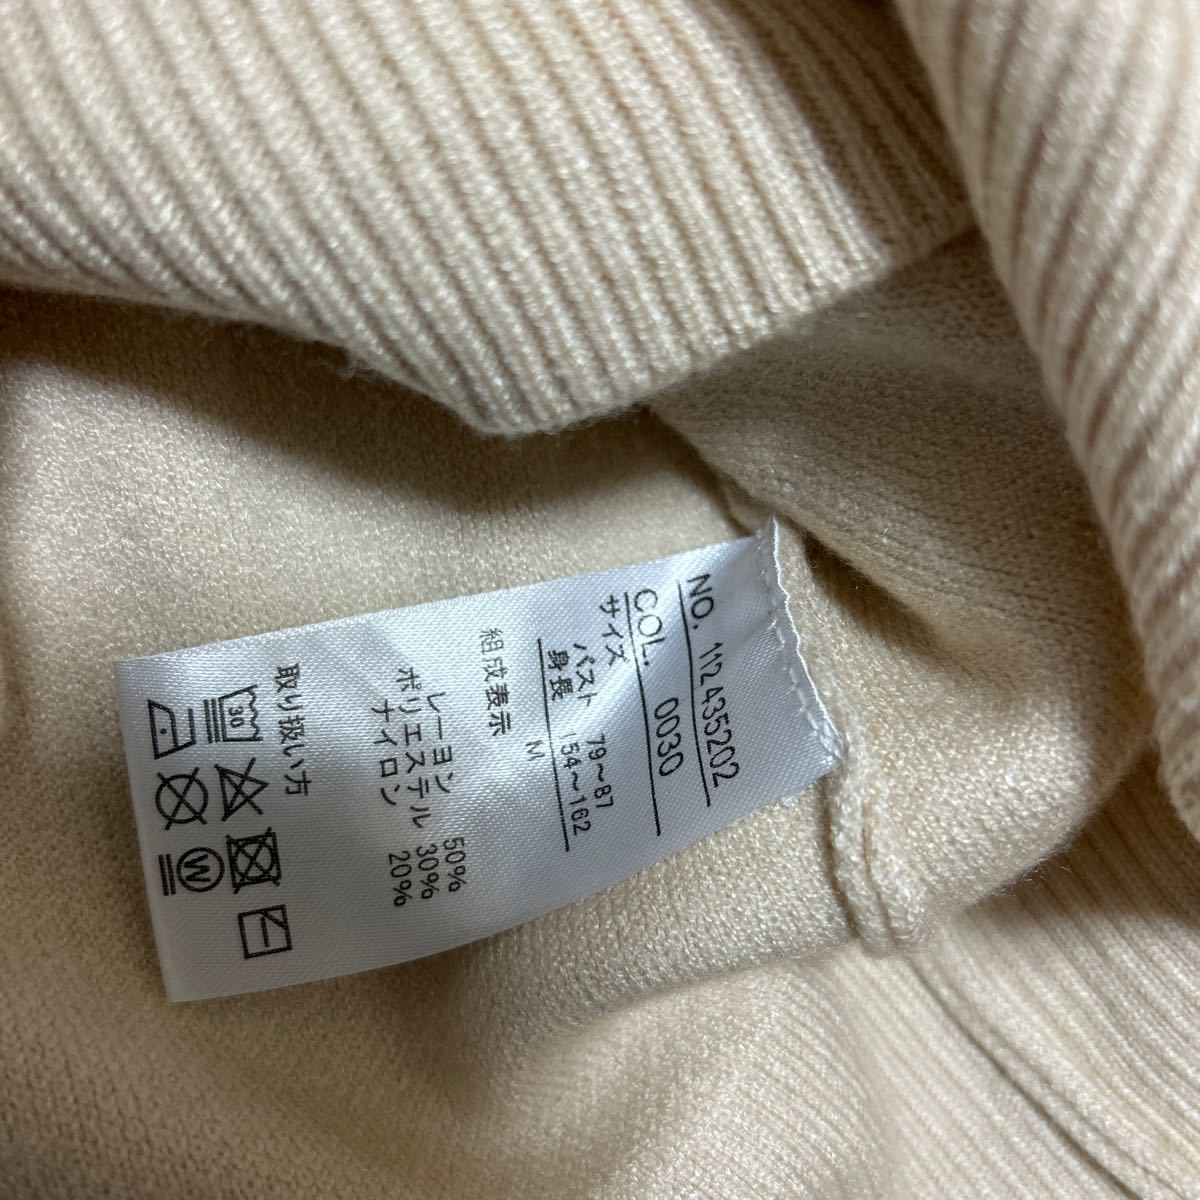 NO. 112435202
COL. 0030
サイズ
バスト 79～87
身長 154～162
M
組成表示
レーヨン 50%
ポリエステル 30%
ナイロン 20%
取り扱い方
30
W